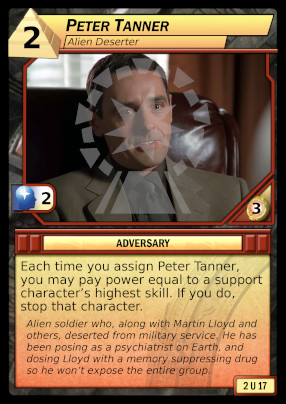 2
PETER TANNER
Alien Deserter
2
3
ADVERSARY
Each time you assign Peter Tanner,
you may pay power equal to a support
character's highest skill. If you do,
stop that character.
Alien soldier who, along with Martin Lloyd and
others, deserted from military service. He has
been posing as a psychiatrist on Earth, and
dosing Lloyd with a memory suppressing drug
so he won't expose the entire group.
2 U 17